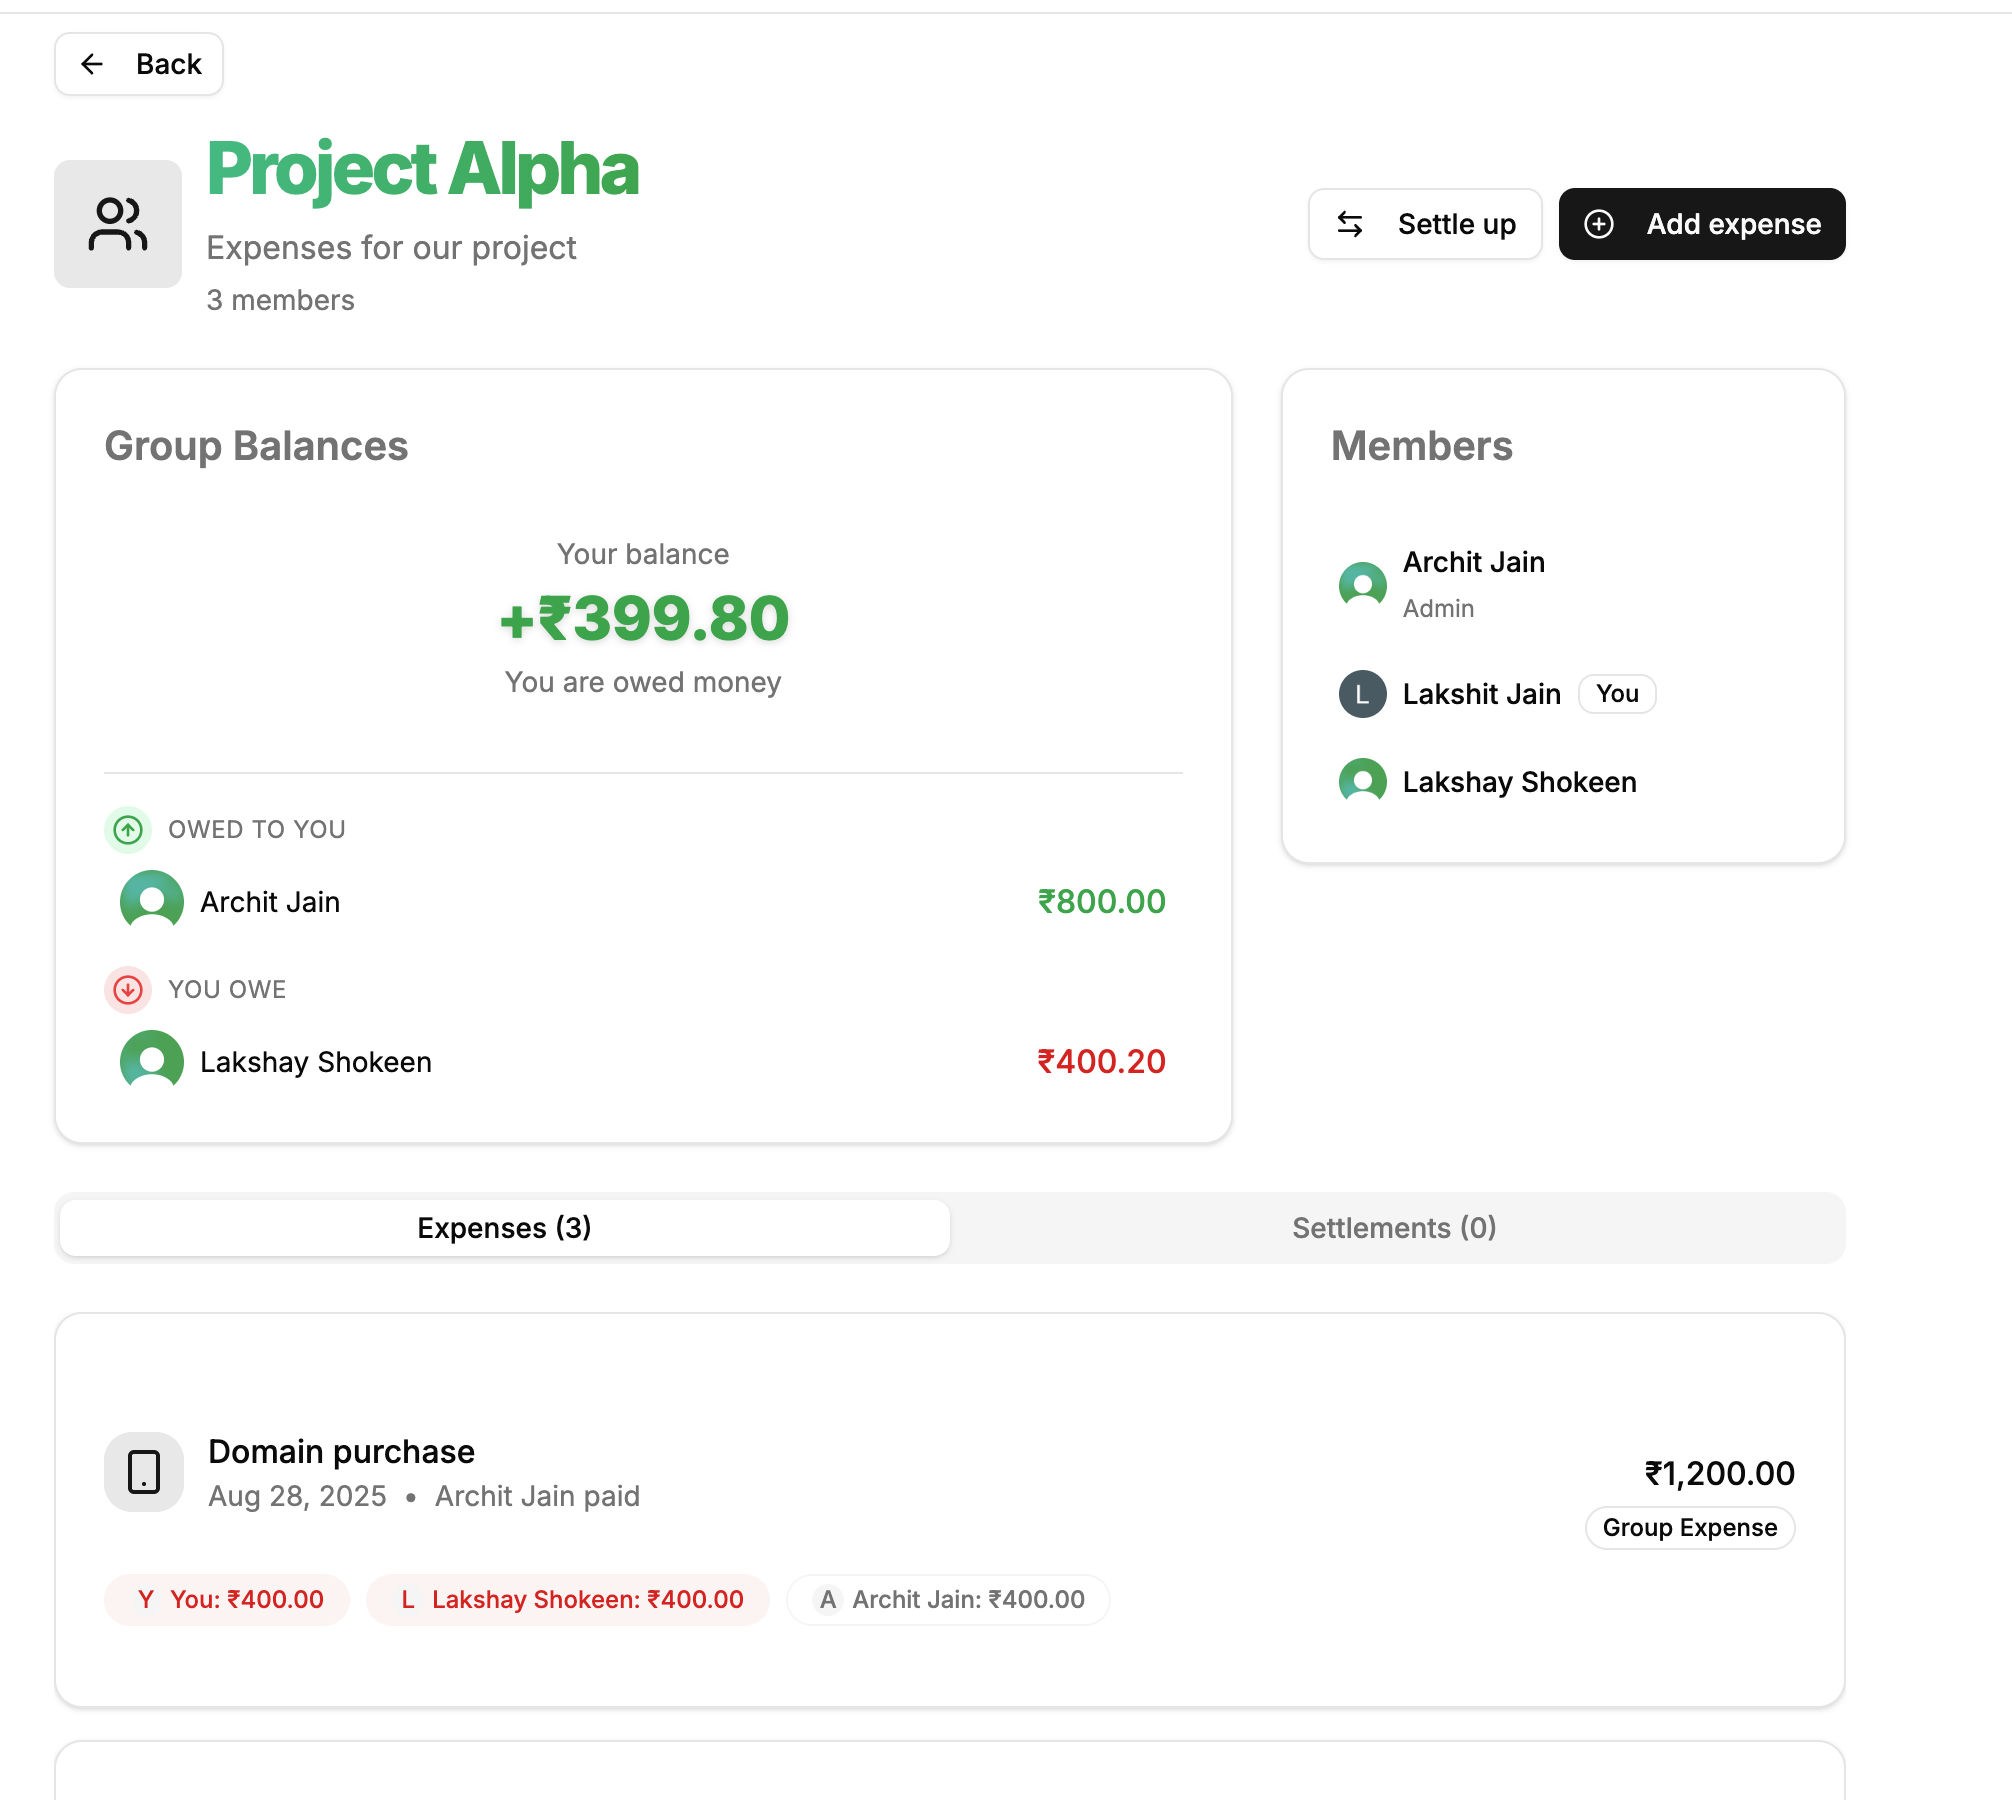 Back
Project Alpha
Expenses for our project
3 members
Settle up
Add expense
Group Balances
Your balance
+₹399.80
You are owed money
OWED TO YOU
Archit Jain
₹800.00
YOU OWE
Lakshay Shokeen
₹400.20
Members
Archit Jain
Admin
L
Lakshit Jain
You
Lakshay Shokeen
Expenses (3)
Settlements (0)
Domain purchase
Aug 28, 2025 • Archit Jain paid
₹1,200.00
Group Expense
Y You: ₹400.00
L Lakshay Shokeen: ₹400.00
A Archit Jain: ₹400.00